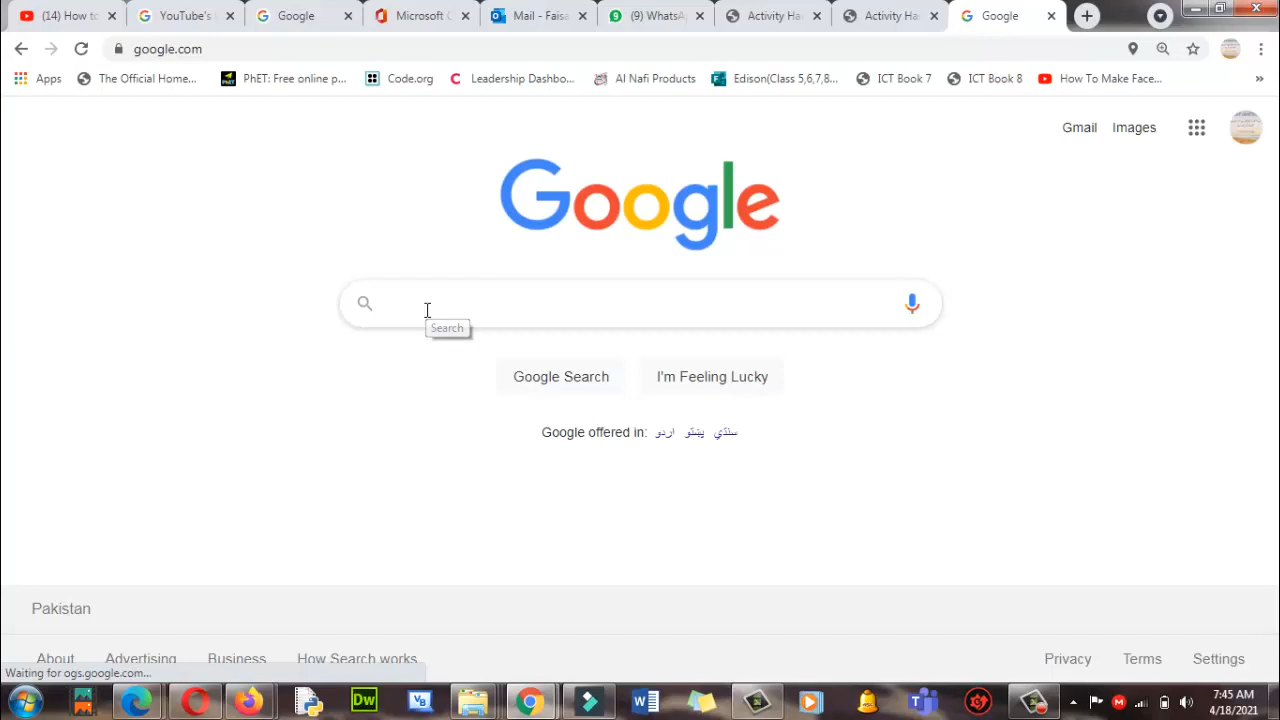 (14) How to
YouTube's
Google
Microsoft C
Mail - Faiza
(9) WhatsA
Activity Ha
Activity Ha
Google
google.com
Apps
The Official Home...
PhET: Free online p...
Code.org
Leadership Dashbo...
Al Nafi Products
Edison(Class 5,6,7,8...
ICT Book 7
ICT Book 8
How To Make Face...
»
Gmail
Images
Google
Search
Google Search
I'm Feeling Lucky
Google offered in: اردو پښتو سنڌي
Pakistan
About
Advertising
Business
How Search works
Privacy
Terms
Settings
Waiting for ogs.google.com...
Dw
VB
7:45 AM
4/18/2021